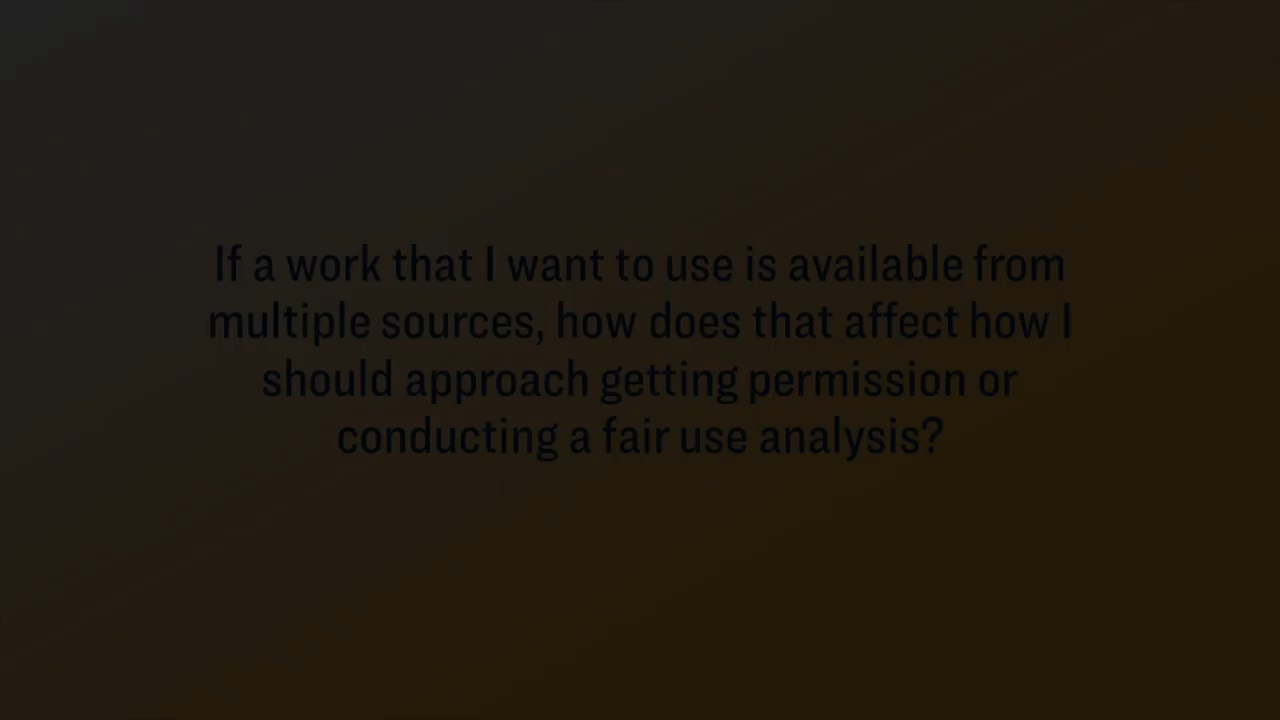 If a work that I want to use is available from
multiple sources, how does that affect how I
should approach getting permission or
conducting a fair use analysis?